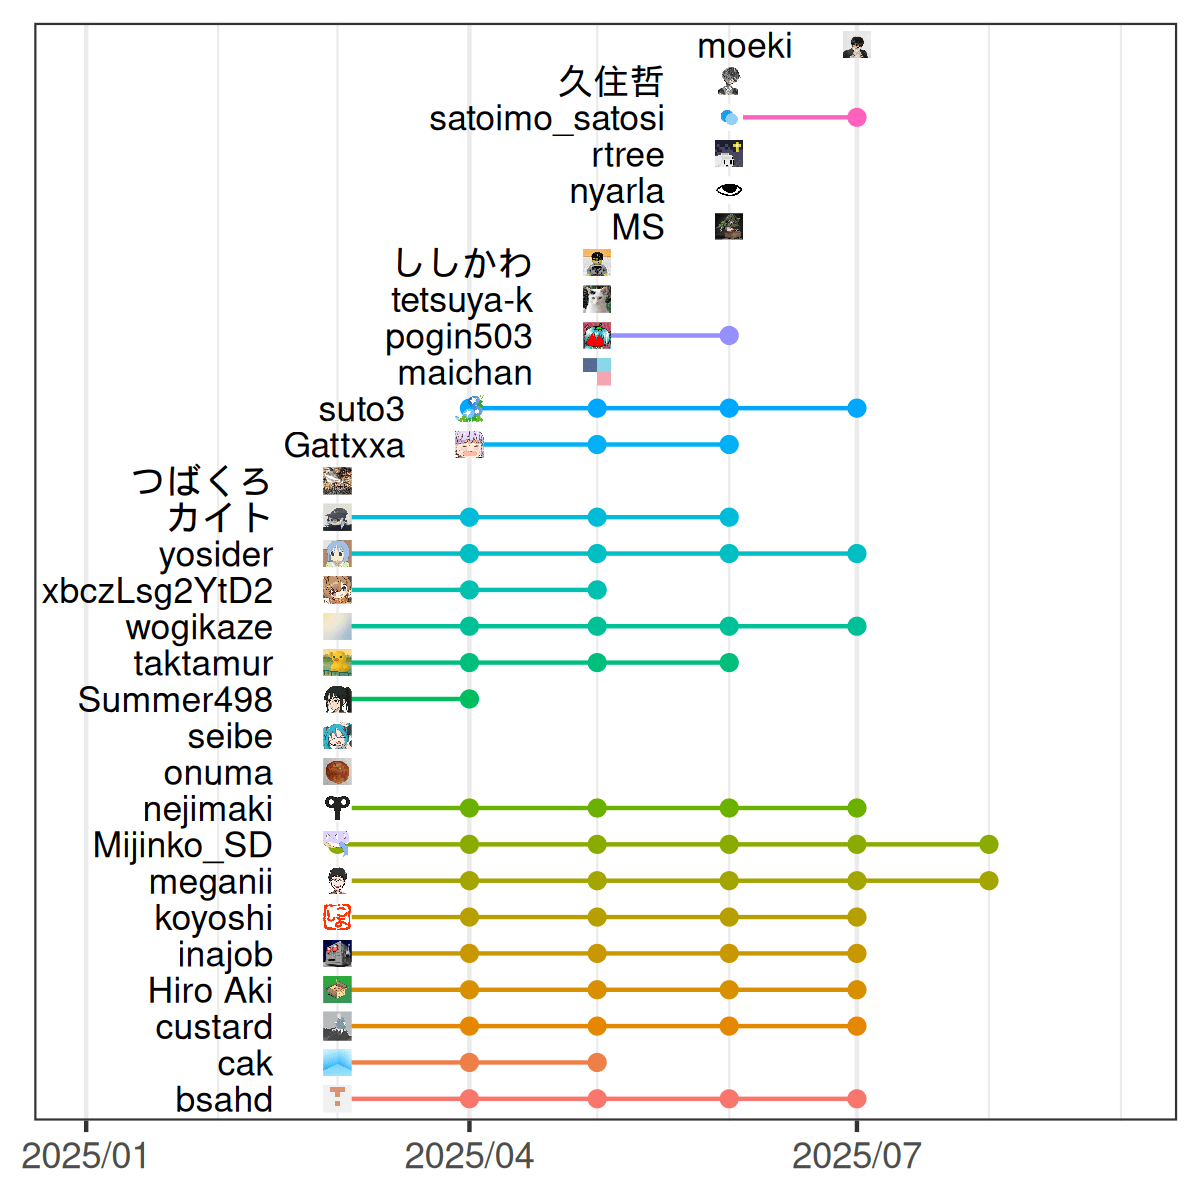 moeki
久住哲
satoimo_satosi
rtree
nyarla
MS
ししかわ
tetsuya-k
pogin503
maichan
suto3
Gattxxa
つばくろ
カイト
yosider
xbczLsg2YtD2
wogikaze
taktamur
Summer498
seibe
onuma
nejimaki
Mijinko_SD
meganii
koyoshi
inajob
Hiro Aki
custard
cak
bsahd
2025/01 2025/04 2025/07